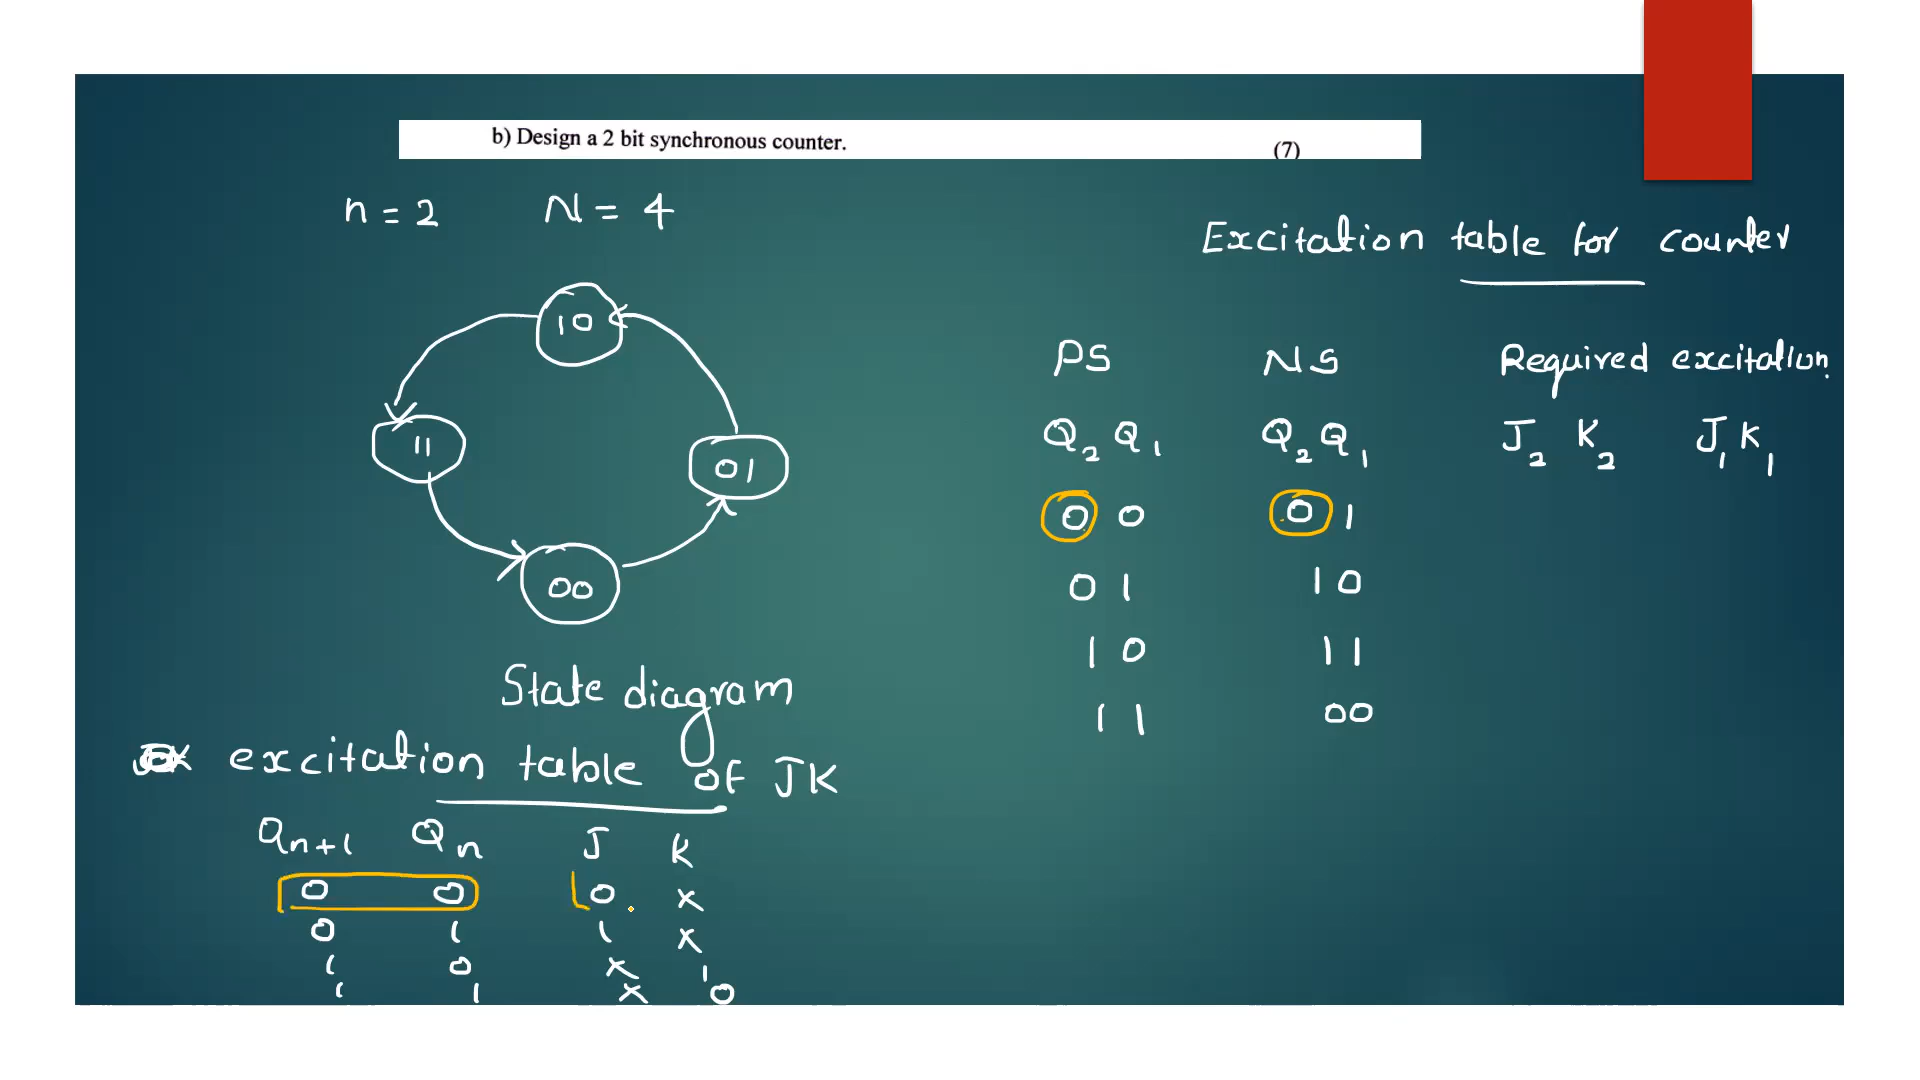 b) Design a 2 bit synchronous counter. (7)
n = 2 N = 4
10
11
01
00
State diagram
excitation table of JK
Qn+1 Qn J K
0 0 0 x
0 1 1 x
1 0 x 1
1 1 x 0
Excitation table for counter
PS NS Required excitation
Q2 Q1 Q2 Q1 J2 K2 J1 K1
0 0 0 1
0 1 1 0
1 0 1 1
1 1 0 0